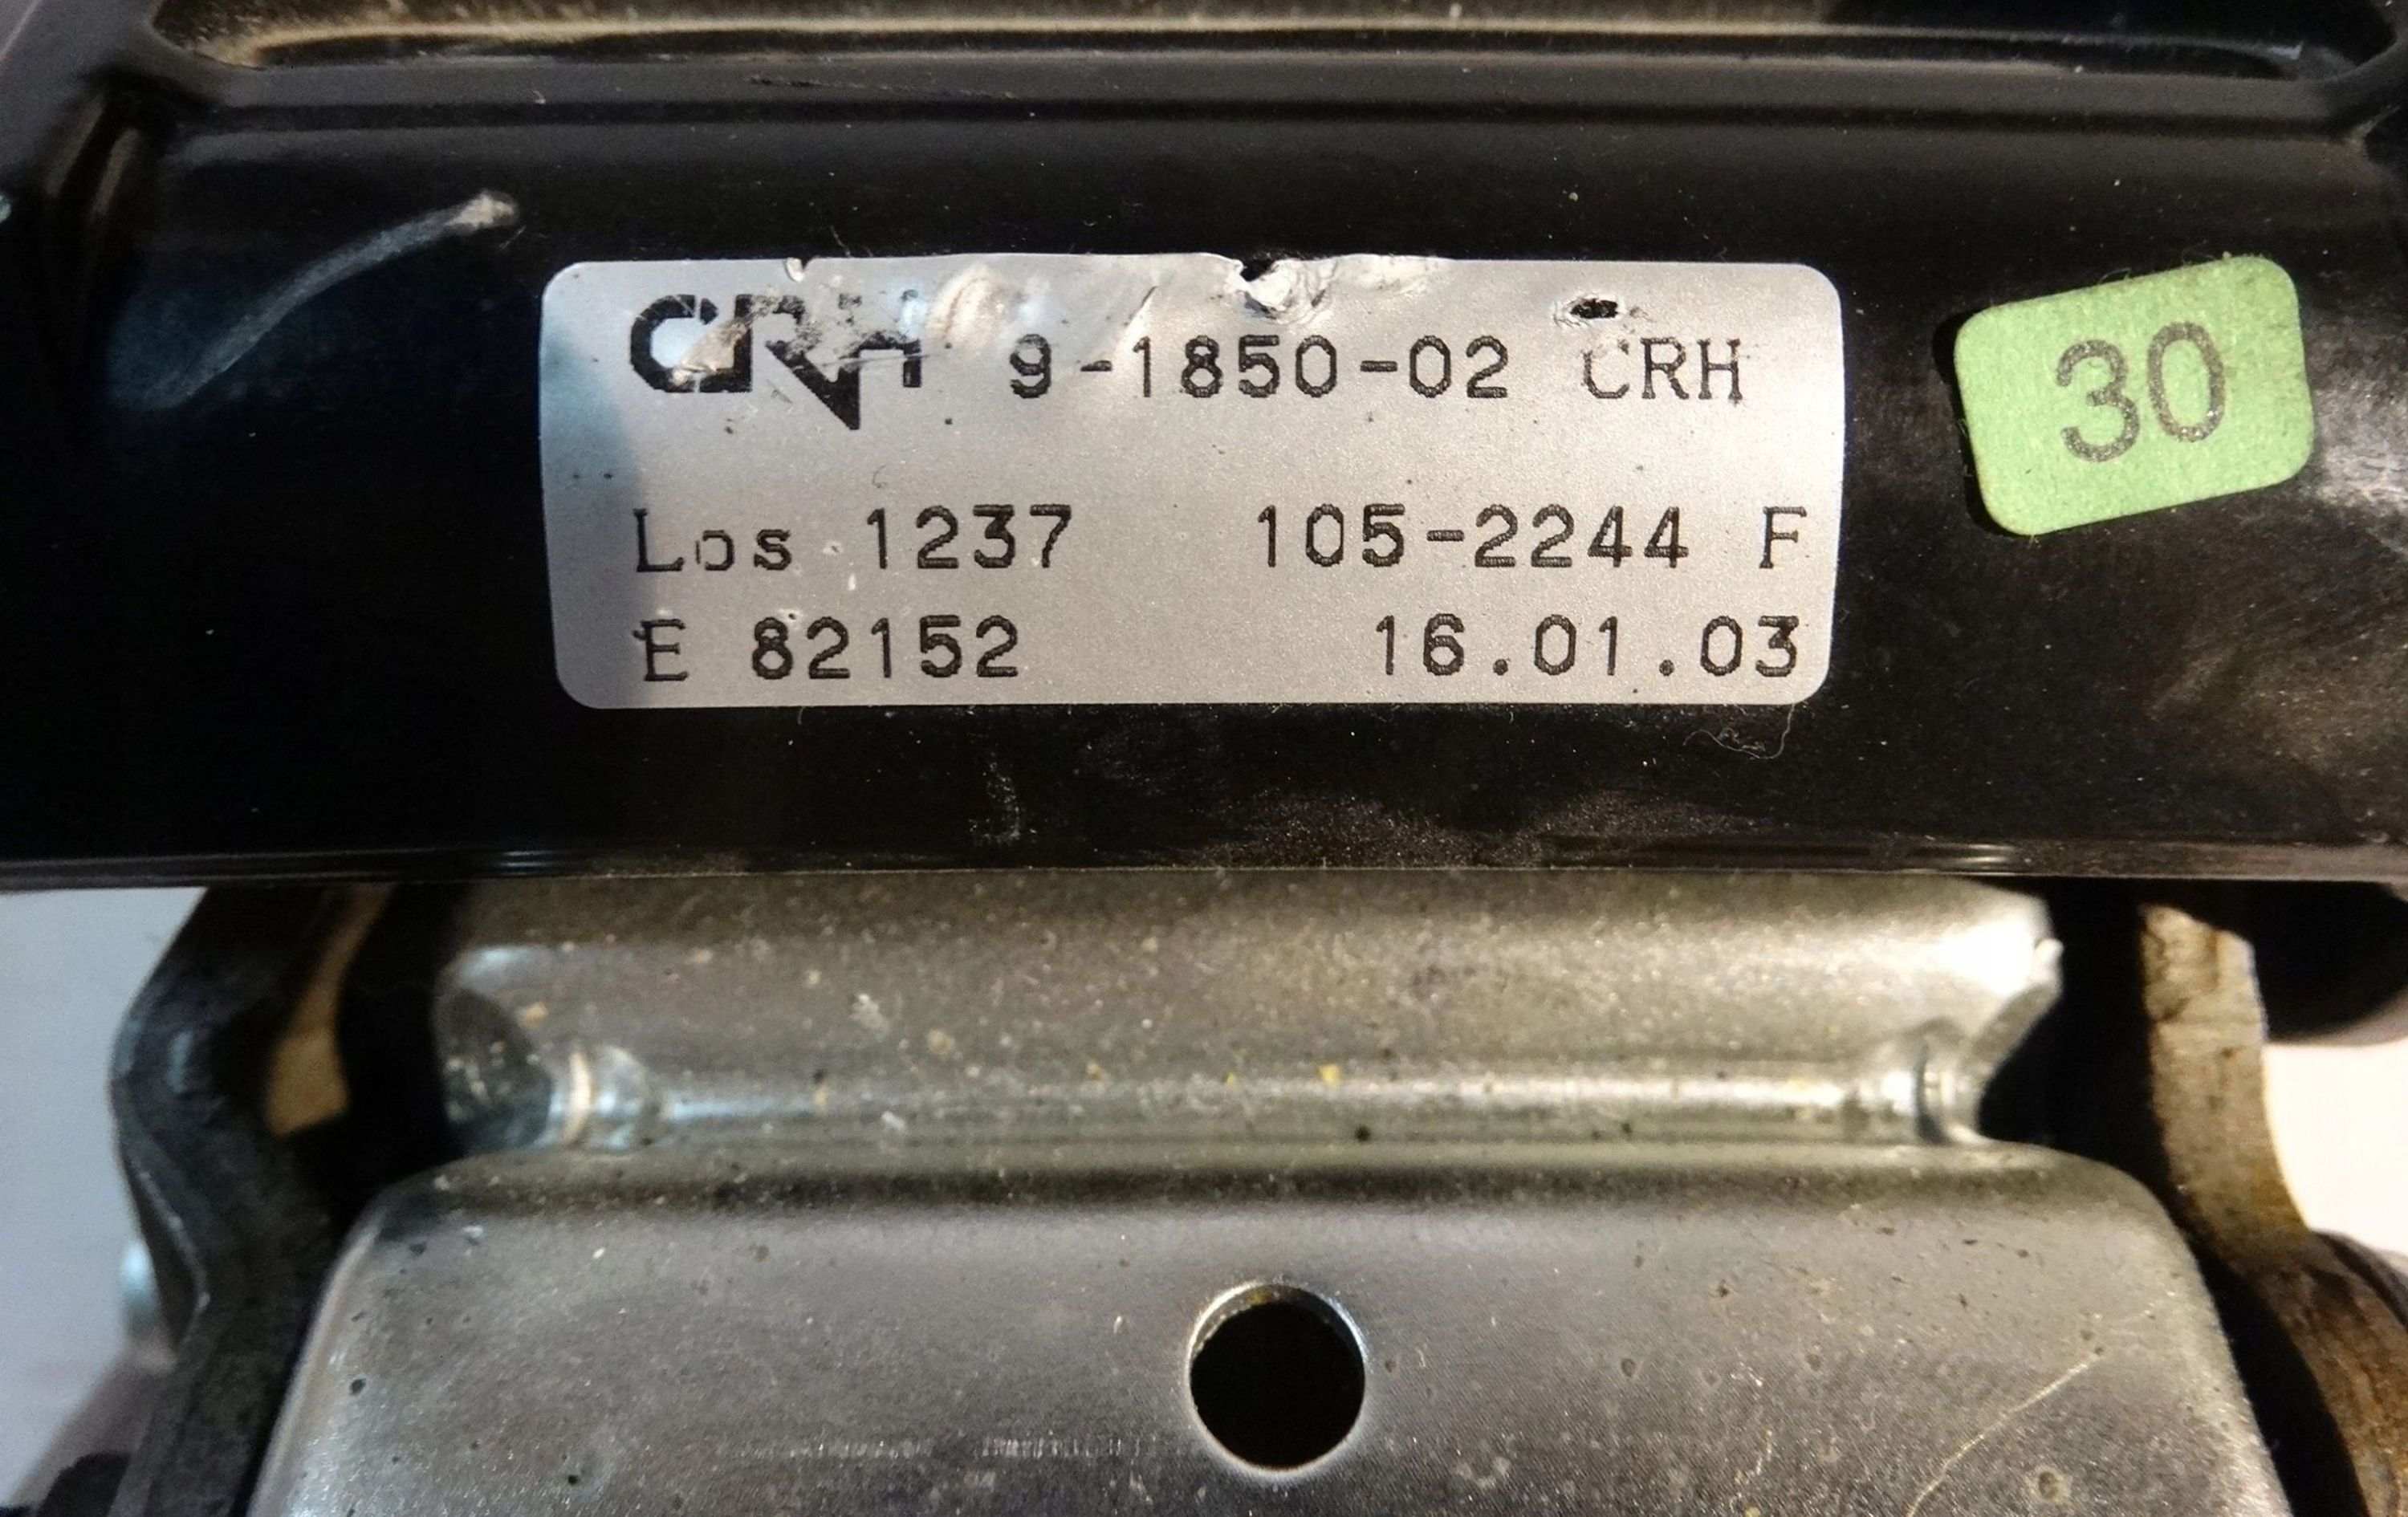 CRH 9-1850-02 CRH
30
Los 1237 105-2244 F
E 82152 16.01.03